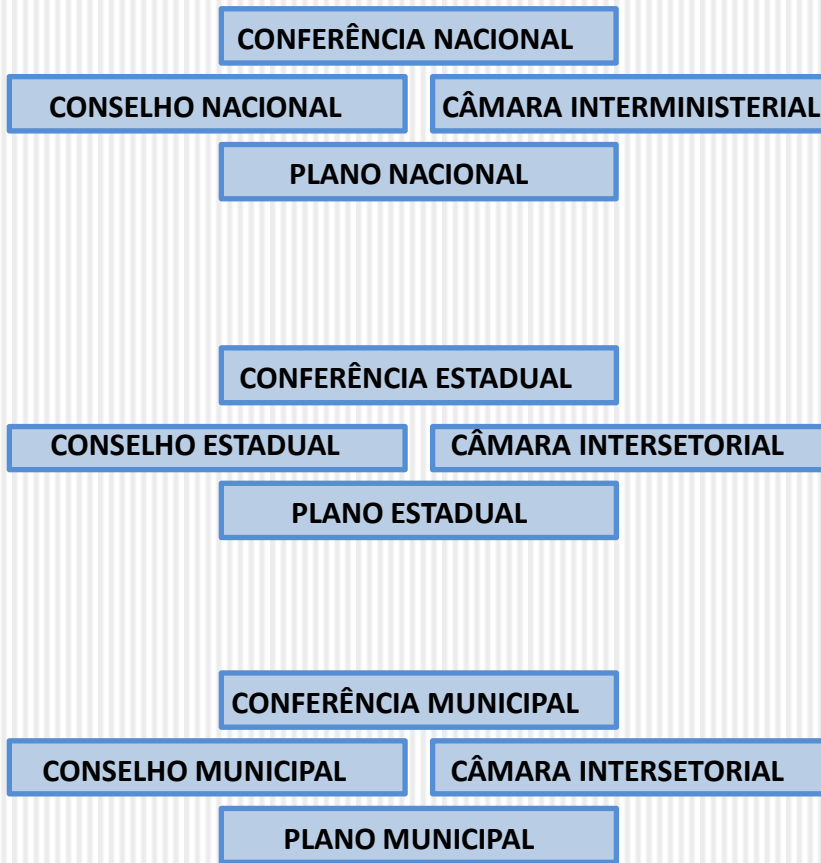 CONFERÊNCIA NACIONAL
CONSELHO NACIONAL
CÂMARA INTERMINISTERIAL
PLANO NACIONAL
CONFERÊNCIA ESTADUAL
CONSELHO ESTADUAL
CÂMARA INTERSETORIAL
PLANO ESTADUAL
CONFERÊNCIA MUNICIPAL
CONSELHO MUNICIPAL
CÂMARA INTERSETORIAL
PLANO MUNICIPAL